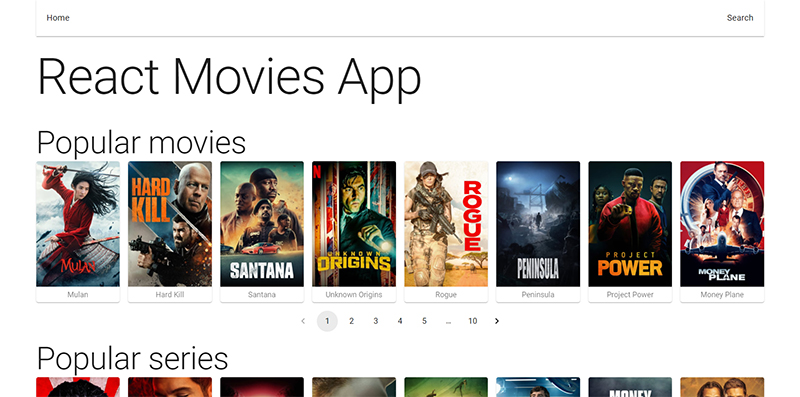 Home Search
React Movies App
Popular movies
MULAN
HARD KILL
SANTANA
N
UNKNOWN ORIGINS
ROGUE
PENINSULA
PROJECT POWER
MONEY PLANE
Mulan Hard Kill Santana Unknown Origins Rogue Peninsula Project Power Money Plane
‹ 1 2 3 4 5 ... 10 ›
Popular series
MONEY